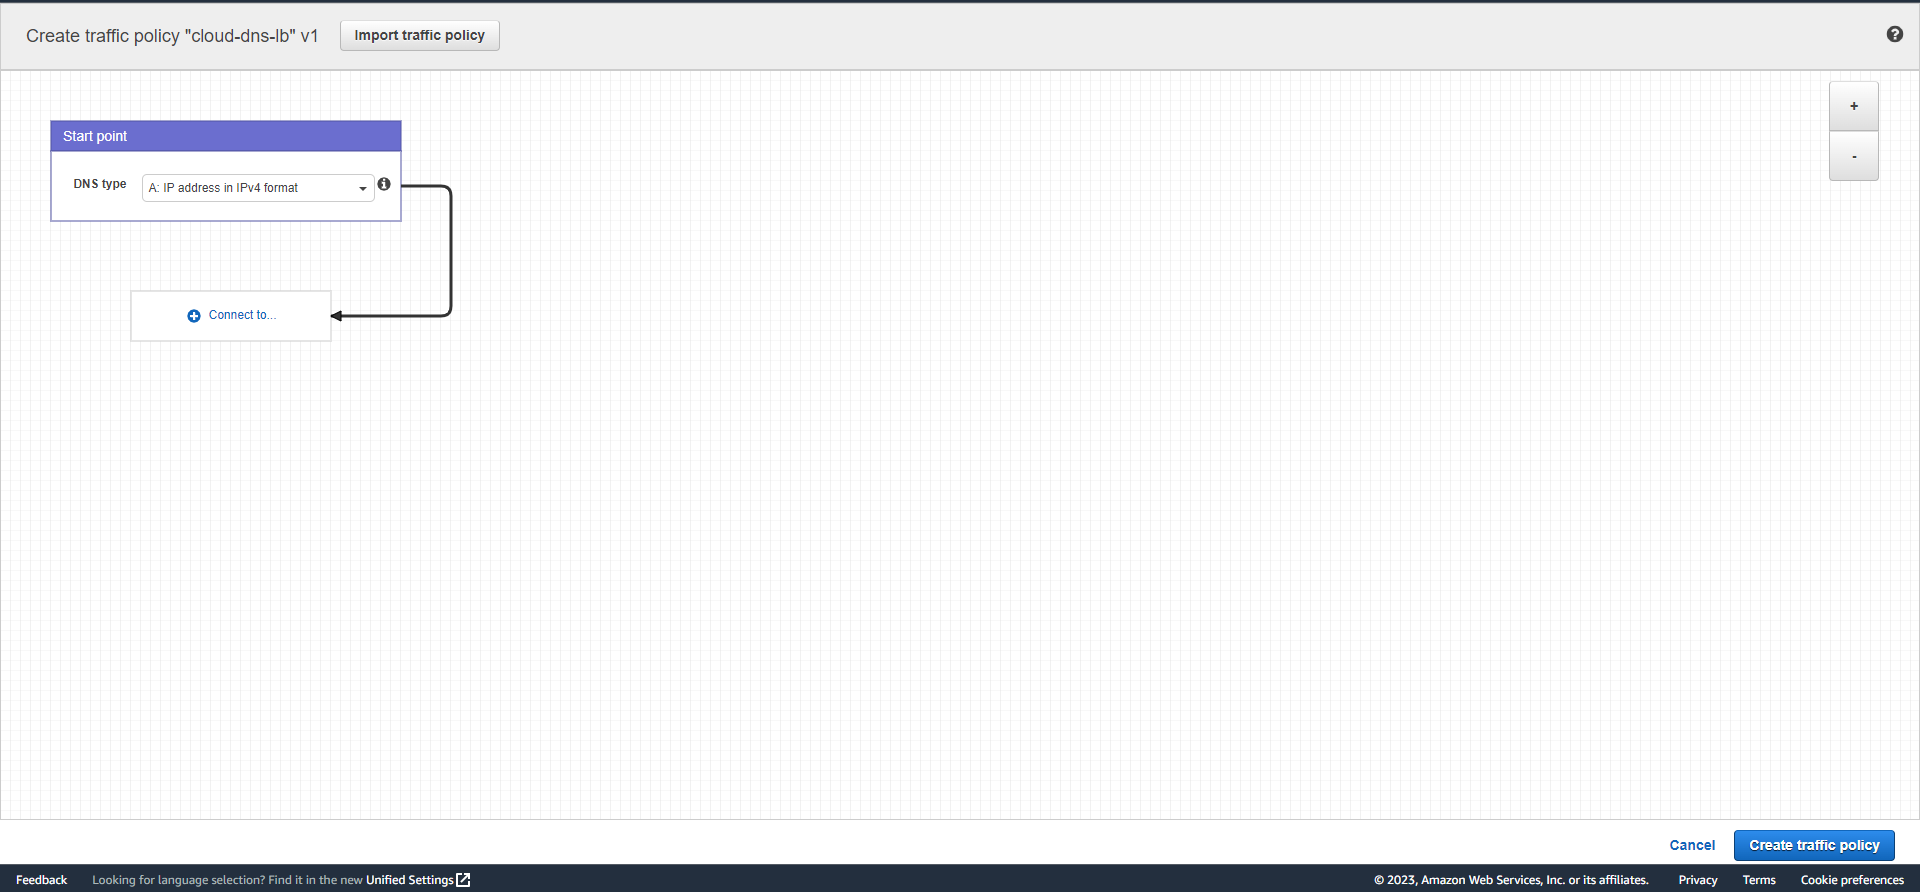 Create traffic policy "cloud-dns-lb" v1
Import traffic policy
+
-
Start point
DNS type
A: IP address in IPv4 format
Connect to...
Cancel
Create traffic policy
Feedback
Looking for language selection? Find it in the new Unified Settings
© 2023, Amazon Web Services, Inc. or its affiliates.
Privacy
Terms
Cookie preferences